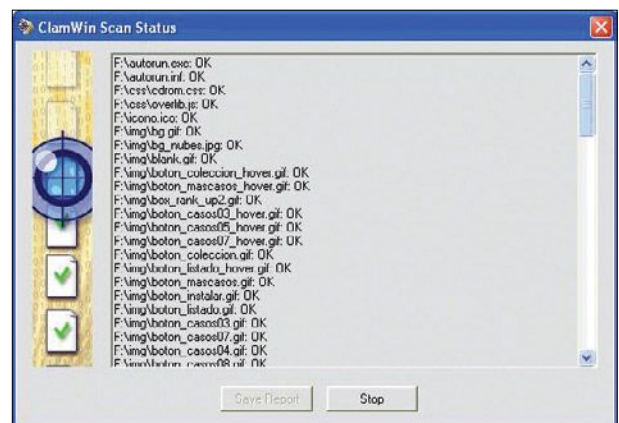 ClamWin Scan Status
F:\autorun.exe: OK
F:\autorun.inf: OK
F:\css\cdrom.css: OK
F:\css\overlib.js: OK
F:\icono.ico: OK
F:\img\bg.gif: OK
F:\img\bg_nubes.jpg: OK
F:\img\blank.gif: OK
F:\img\boton_coleccion_hover.gif: OK
F:\img\boton_mascasos_hover.gif: OK
F:\img\box_rank_up2.gif: OK
F:\img\boton_casos03_hover.gif: OK
F:\img\boton_casos05_hover.gif: OK
F:\img\boton_casos07_hover.gif: OK
F:\img\boton_coleccion.gif: OK
F:\img\boton_listado_hover.gif: OK
F:\img\boton_mascasos.gif: OK
F:\img\boton_instalar.gif: OK
F:\img\boton_listado.gif: OK
F:\img\boton_casos03.gif: OK
F:\img\boton_casos07.gif: OK
F:\img\boton_casos04.gif: OK
F:\img\boton_casos08.gif: OK
Save Report
Stop